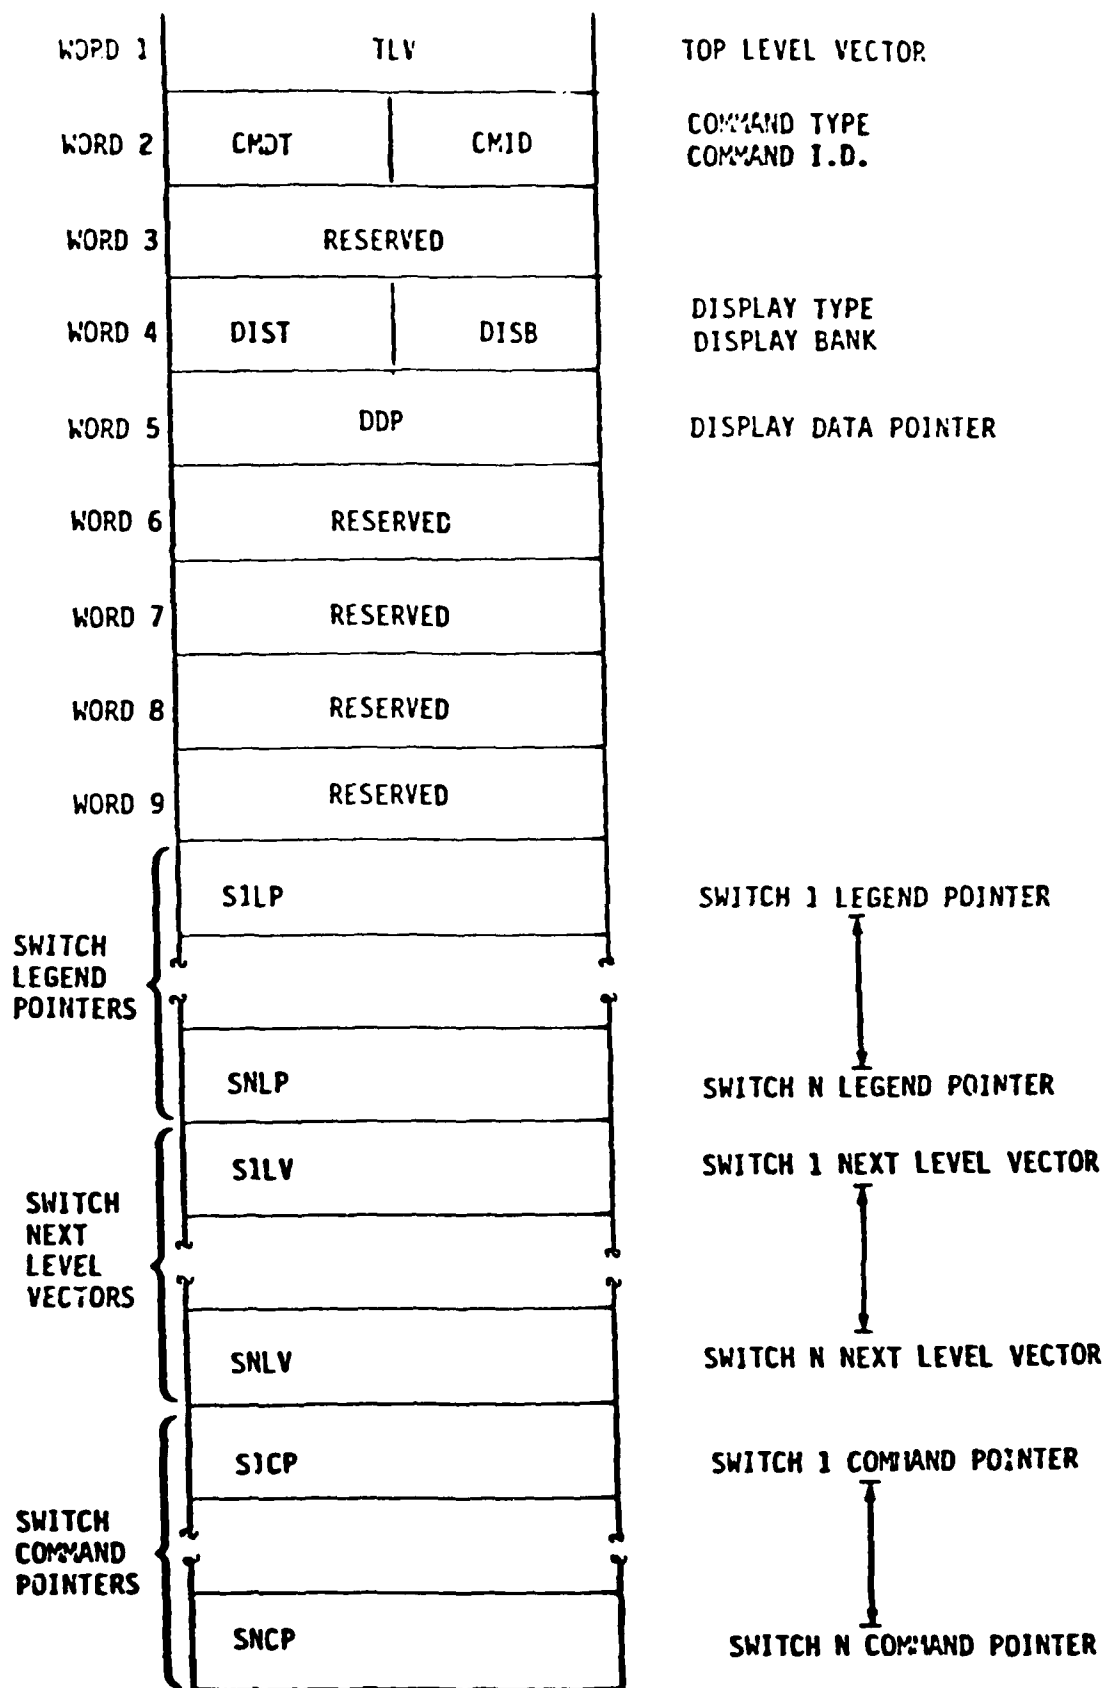 WORD 1 TLV TOP LEVEL VECTOR
WORD 2 CMDT CMID COMMAND TYPE
COMMAND I.D.
WORD 3 RESERVED
WORD 4 DIST DISB DISPLAY TYPE
DISPLAY BANK
WORD 5 DDP DISPLAY DATA POINTER
WORD 6 RESERVED
WORD 7 RESERVED
WORD 8 RESERVED
WORD 9 RESERVED
SWITCH
LEGEND
POINTERS
S1LP SWITCH 1 LEGEND POINTER
SNLP SWITCH N LEGEND POINTER
SWITCH
NEXT
LEVEL
VECTORS
S1LV SWITCH 1 NEXT LEVEL VECTOR
SNLV SWITCH N NEXT LEVEL VECTOR
SWITCH
COMMAND
POINTERS
S1CP SWITCH 1 COMMAND POINTER
SNCP SWITCH N COMMAND POINTER